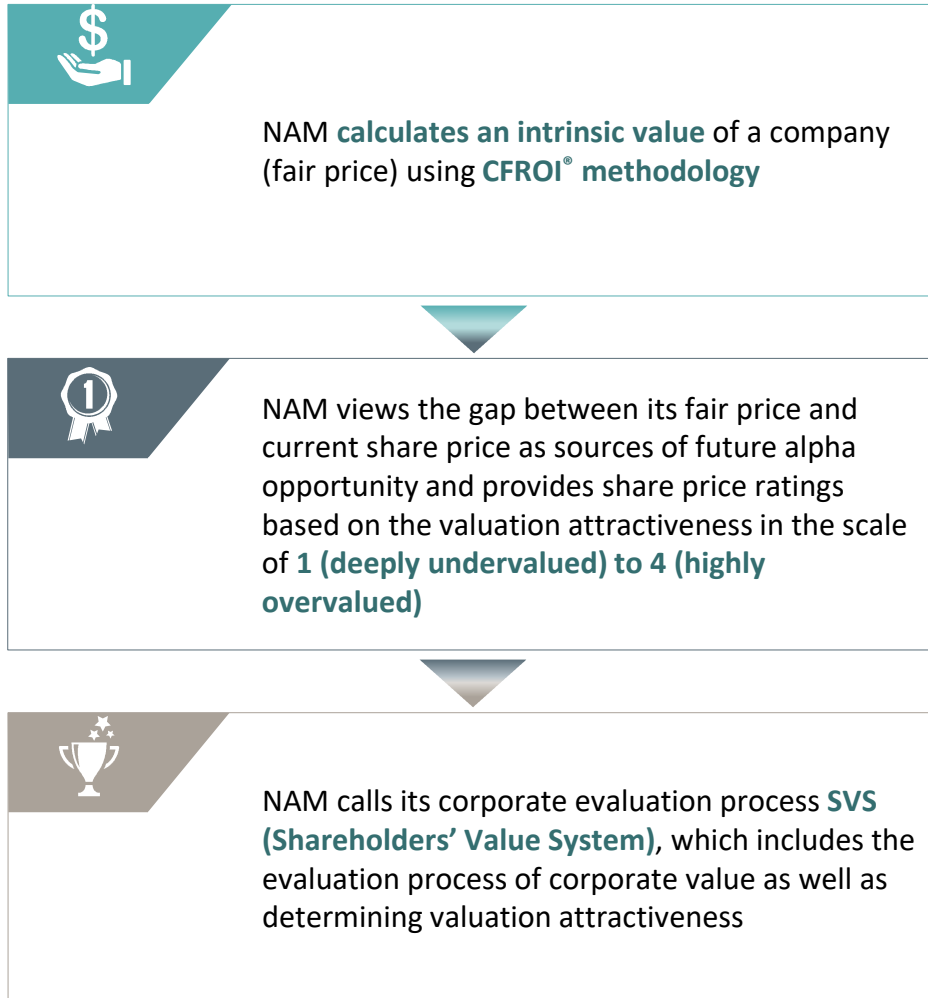 $
NAM calculates an intrinsic value of a company
(fair price) using CFROI® methodology
1
NAM views the gap between its fair price and
current share price as sources of future alpha
opportunity and provides share price ratings
based on the valuation attractiveness in the scale
of 1 (deeply undervalued) to 4 (highly
overvalued)
NAM calls its corporate evaluation process SVS
(Shareholders’ Value System), which includes the
evaluation process of corporate value as well as
determining valuation attractiveness